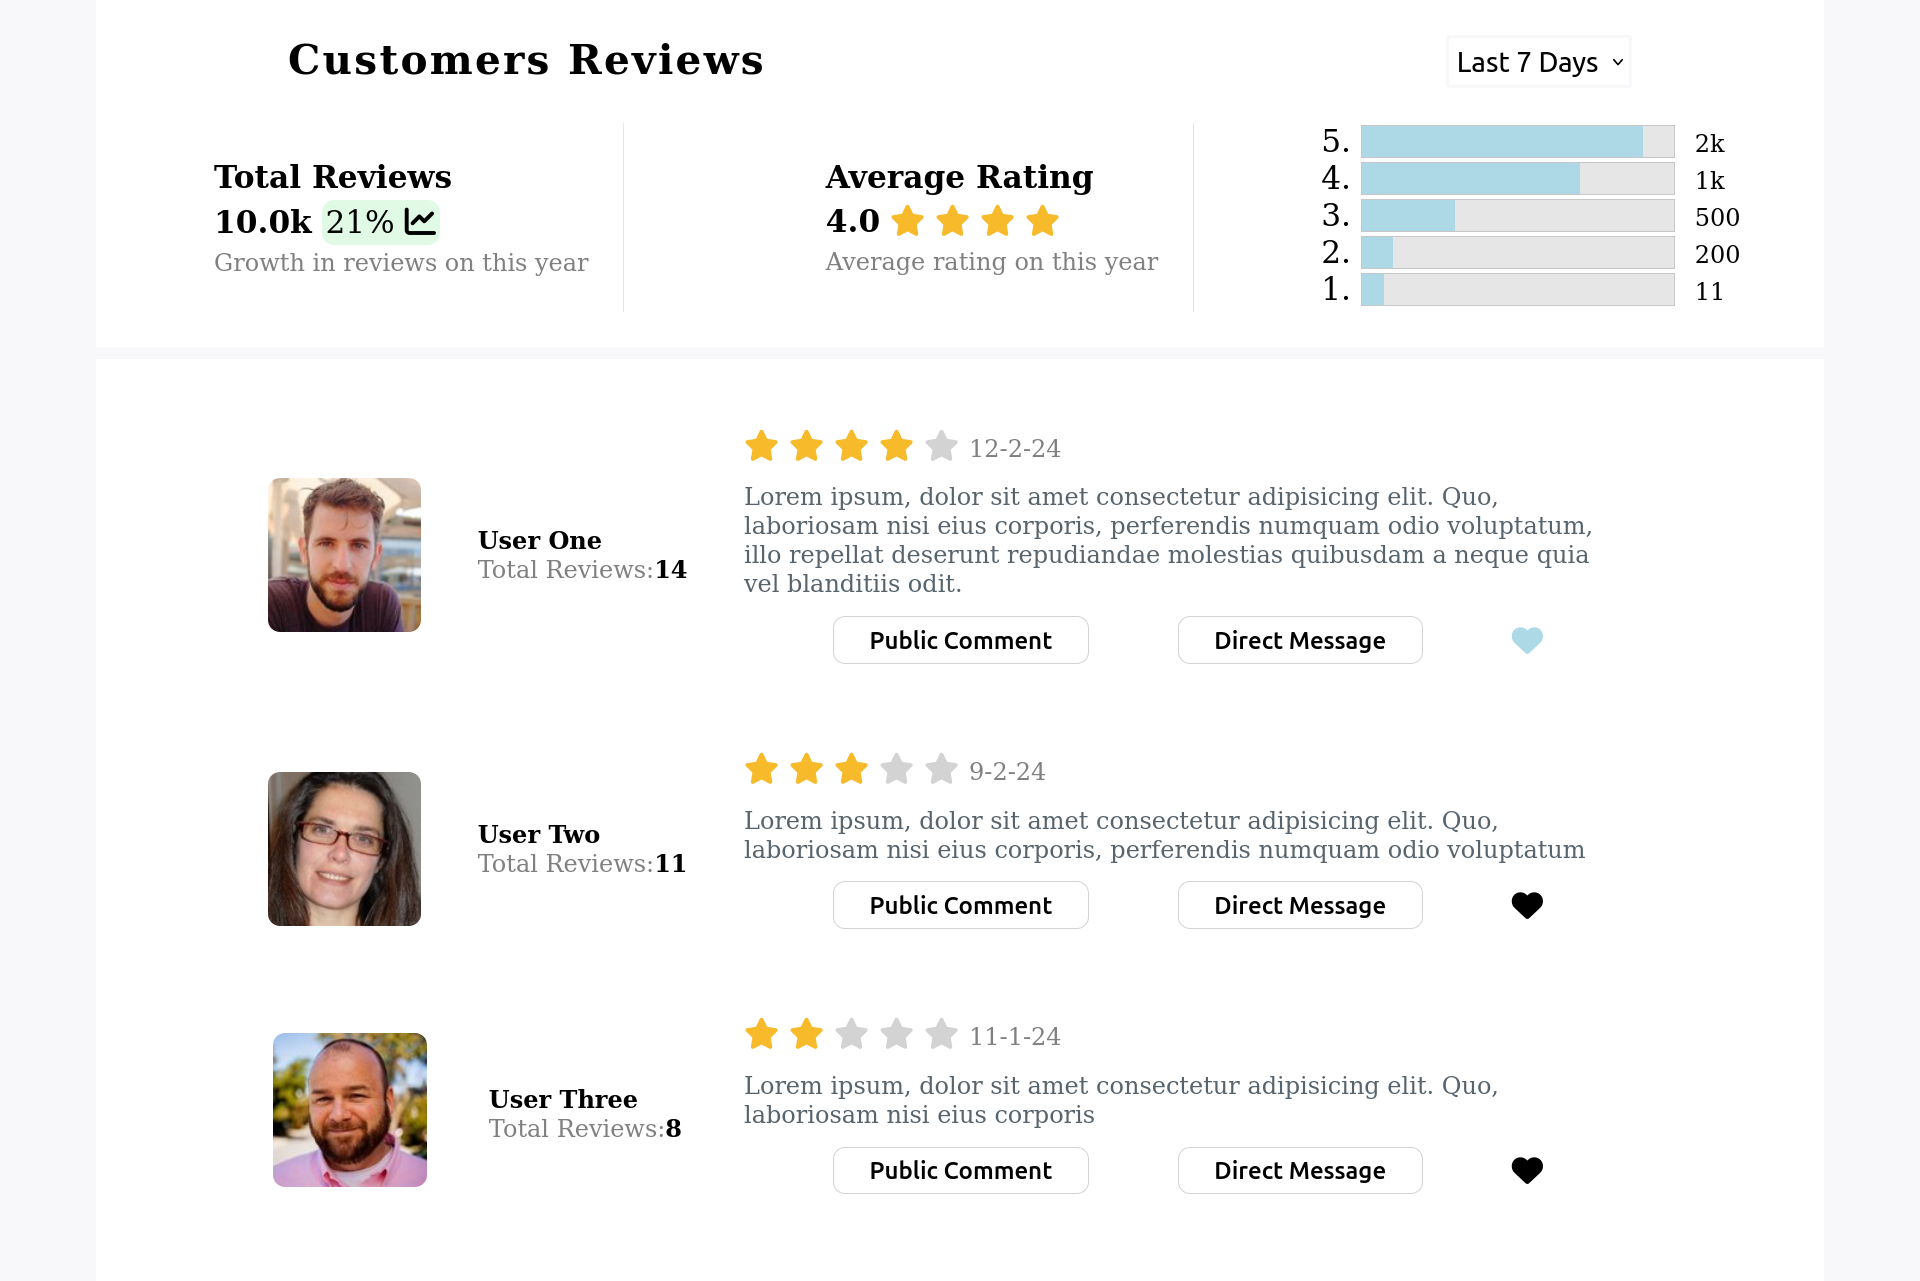 Customers Reviews
Last 7 Days
Total Reviews
10.0k 21%
Growth in reviews on this year
Average Rating
4.0
Average rating on this year
5. 2k
4. 1k
3. 500
2. 200
1. 11
12-2-24
User One
Total Reviews:14
Lorem ipsum, dolor sit amet consectetur adipisicing elit. Quo,
laboriosam nisi eius corporis, perferendis numquam odio voluptatum,
illo repellat deserunt repudiandae molestias quibusdam a neque quia
vel blanditiis odit.
Public Comment
Direct Message
9-2-24
User Two
Total Reviews:11
Lorem ipsum, dolor sit amet consectetur adipisicing elit. Quo,
laboriosam nisi eius corporis, perferendis numquam odio voluptatum
Public Comment
Direct Message
11-1-24
User Three
Total Reviews:8
Lorem ipsum, dolor sit amet consectetur adipisicing elit. Quo,
laboriosam nisi eius corporis
Public Comment
Direct Message